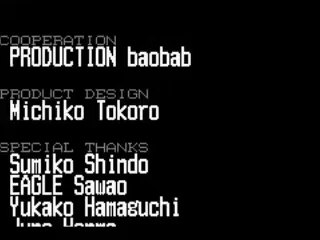 COOPERATION
PRODUCTION baobab
PRODUCT DESIGN
Michiko Tokoro
SPECIAL THANKS
Sumiko Shindo
EAGLE Sawao
Yukako Hamaguchi